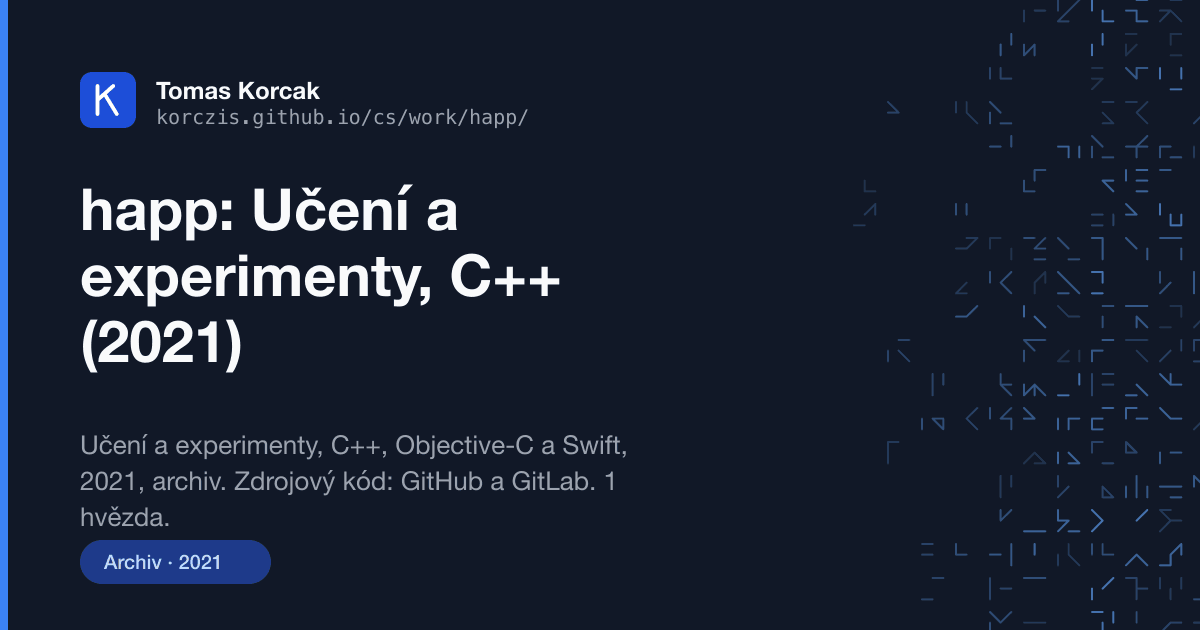 K
Tomas Korcak
korczis.github.io/cs/work/happ/
happ: Učení a
experimenty, C++
(2021)
Učení a experimenty, C++, Objective-C a Swift,
2021, archiv. Zdrojový kód: GitHub a GitLab. 1
hvězda.
Archiv · 2021